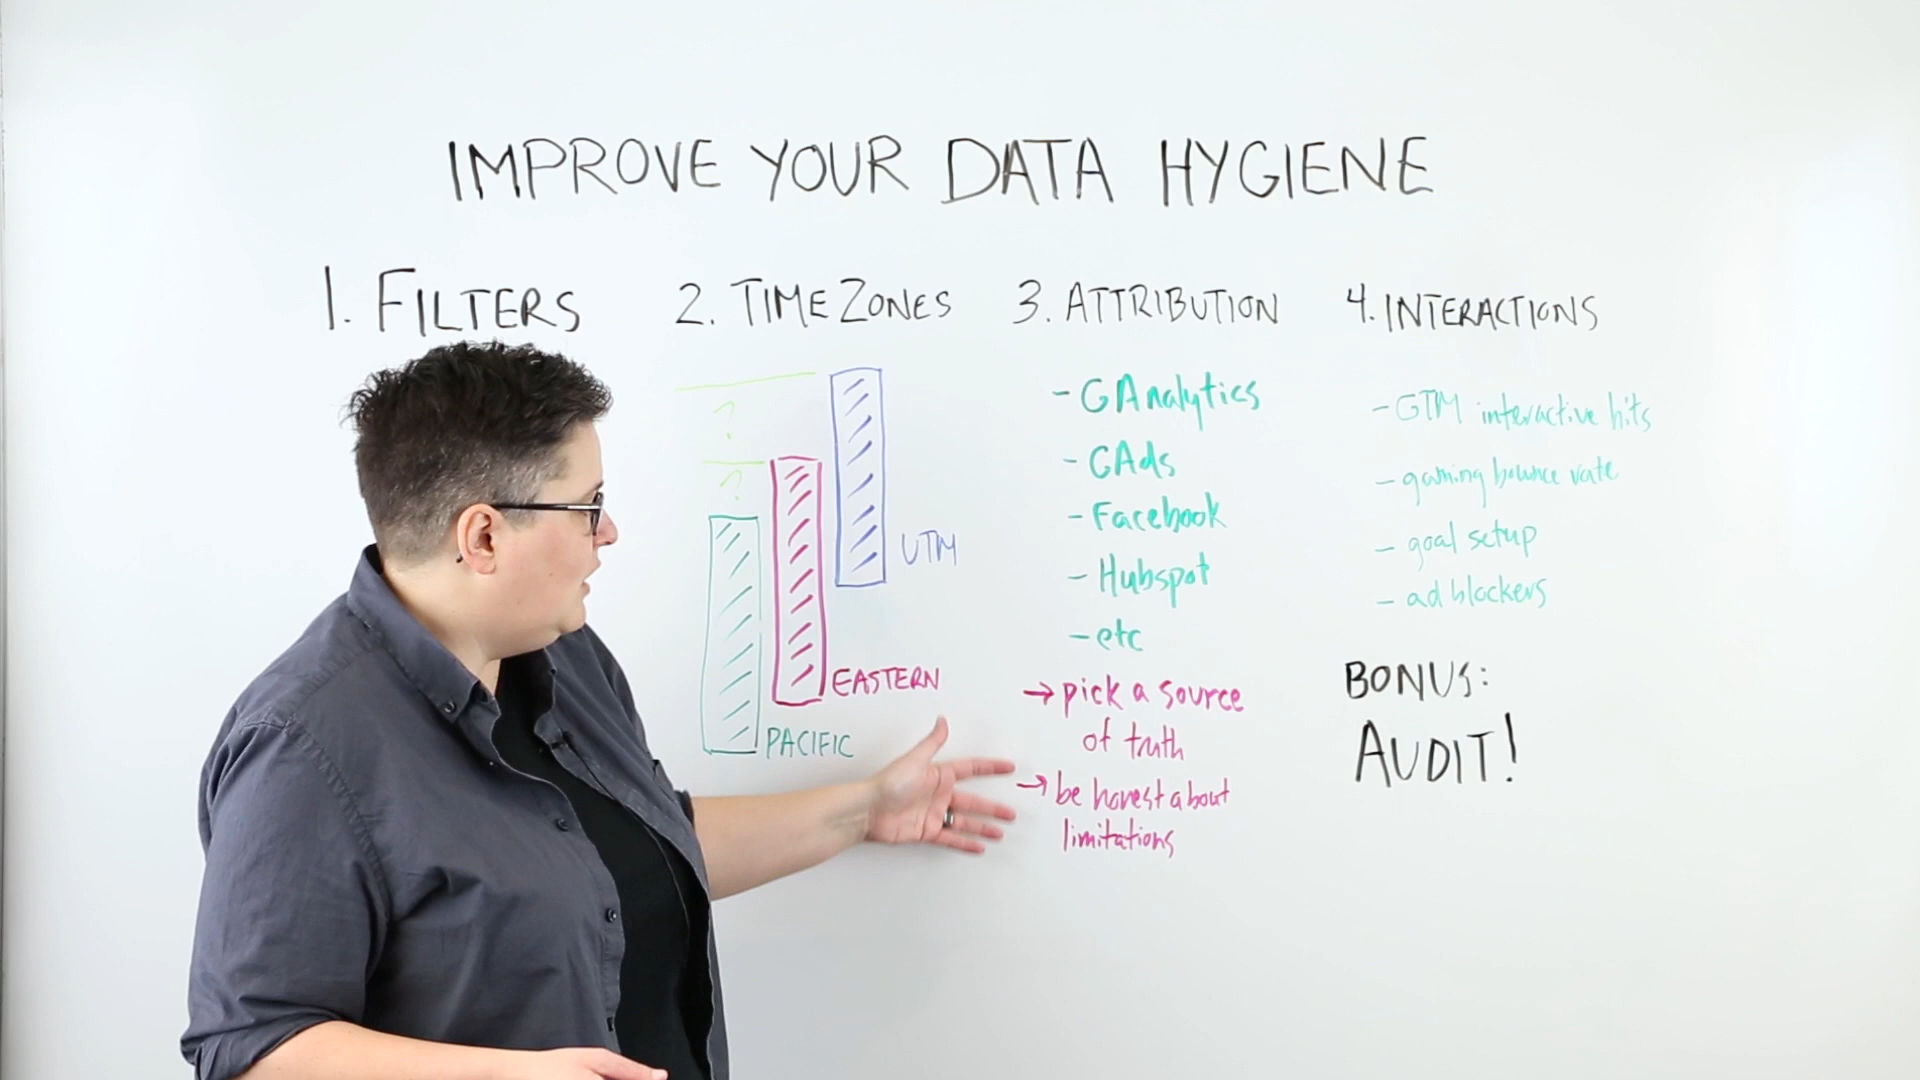 IMPROVE YOUR DATA HYGIENE
1. FILTERS
2. TIME ZONES
?
?
UTM
EASTERN
PACIFIC
3. ATTRIBUTION
- GAnalytics
- GAds
- Facebook
- Hubspot
- etc
→ pick a source
of truth
→ be honest about
limitations
4. INTERACTIONS
- GTM interactive hits
- gaming bounce rate
- goal setup
- ad blockers
BONUS:
AUDIT!